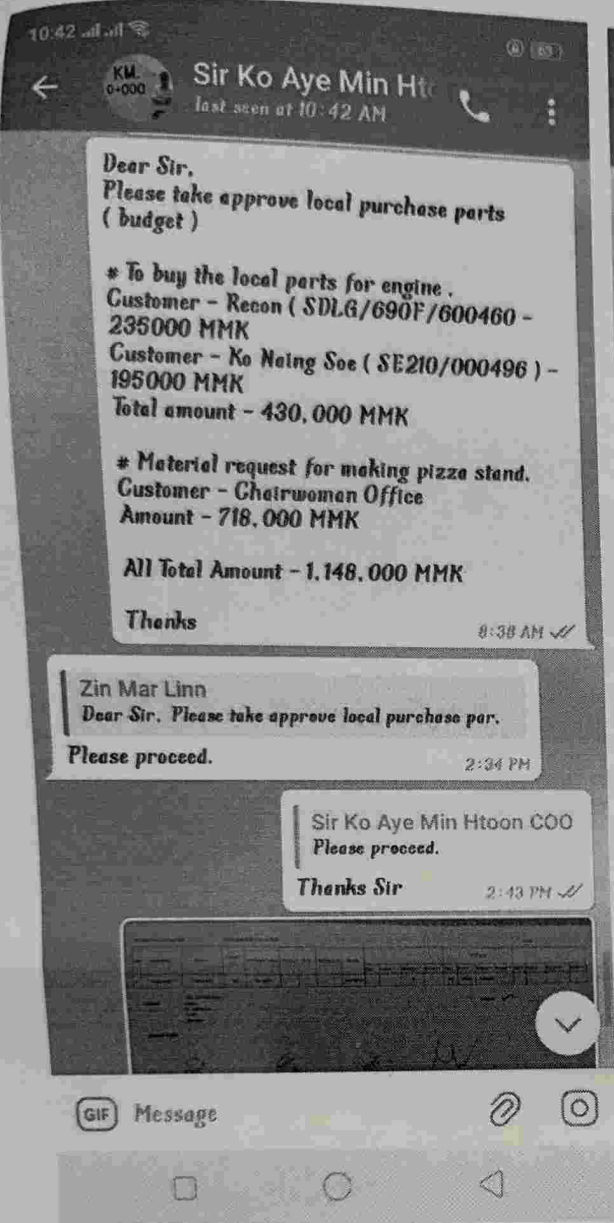 10:42
63
KM.
0+000
Sir Ko Aye Min Hto
last seen at 10:42 AM
Dear Sir,
Please take approve local purchase parts
( budget )
# To buy the local parts for engine .
Customer - Recon ( SDLG/690F/600460 -
235000 MMK
Customer - Ko Naing Soe ( SE210/000496 ) -
195000 MMK
Total amount - 430,000 MMK
# Material request for making pizza stand.
Customer - Chairwoman Office
Amount - 718,000 MMK
All Total Amount - 1,148,000 MMK
Thanks
8:38 AM
Zin Mar Linn
Dear Sir, Please take approve local purchase par.
Please proceed.
2:34 PM
Sir Ko Aye Min Htoon COO
Please proceed.
Thanks Sir
2:43 PM
GIF Message